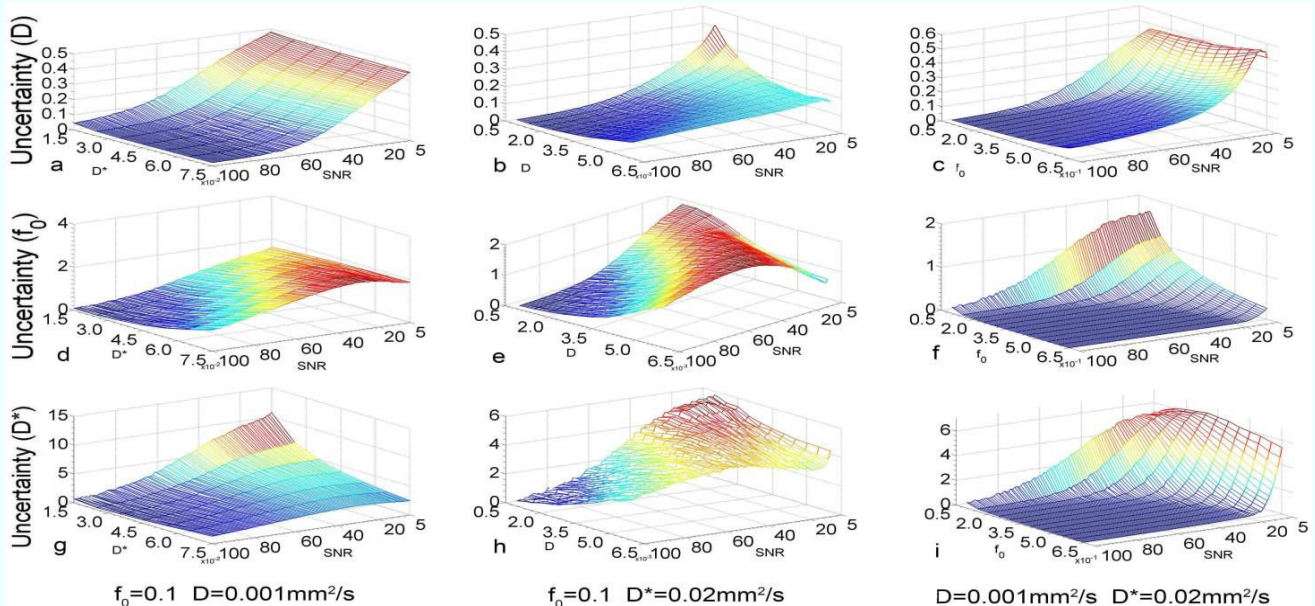 Uncertainty (D)
0.5
0.4
0.3
0.2
0.1
0
1.5 3.0 4.5 6.0 7.5 x10⁻²
a D*
100 80 60 40 20 5
SNR
0.5
0.4
0.3
0.2
0.1
0
0.5 2.0 3.5 5.0 6.5 x10⁻³
b D
100 80 60 40 20 5
SNR
0.6
0.5
0.4
0.3
0.2
0.1
0
0.5 2.0 3.5 5.0 6.5 x10⁻¹
c f₀
100 80 60 40 20 5
SNR
Uncertainty (f₀)
4
2
0
1.5 3.0 4.5 6.0 7.5 x10⁻²
d D*
100 80 60 40 20 5
SNR
2
1
0
0.5 2.0 3.5 5.0 6.5 x10⁻³
e D
100 80 60 40 20 5
SNR
2
1
0
0.5 2.0 3.5 5.0 6.5 x10⁻¹
f f₀
100 80 60 40 20 5
SNR
Uncertainty (D*)
15
10
5
0
1.5 3.0 4.5 6.0 7.5 x10⁻²
g D*
100 80 60 40 20 5
SNR
6
4
2
0
0.5 2.0 3.5 5.0 6.5 x10⁻³
h D
100 80 60 40 20 5
SNR
6
4
2
0
0.5 2.0 3.5 5.0 6.5 x10⁻¹
i f₀
100 80 60 40 20 5
SNR
f₀=0.1 D=0.001mm²/s
f₀=0.1 D*=0.02mm²/s
D=0.001mm²/s D*=0.02mm²/s